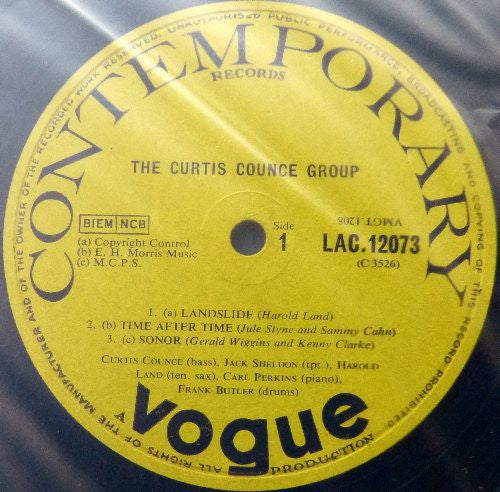 ALL RIGHTS OF THE MANUFACTURER AND OF THE OWNER OF THE RECORDED WORK RESERVED. UNAUTHORISED PUBLIC PERFORMANCE, BROADCASTING AND COPYING OF THIS RECORD PROHIBITED
CONTEMPORARY
RECORDS
THE CURTIS COUNCE GROUP
BIEM NCB
(a) Copyright Control
(b) E. H. Morris Music
(c) M.C.P.S.
Side
1
VMGT.1208
LAC.12073
(C 3526)
1. (a) LANDSLIDE (Harold Land)
2. (b) TIME AFTER TIME (Jule Styne and Sammy Cahn)
3. (c) SONOR (Gerald Wiggins and Kenny Clarke)
CURTIS COUNCE (bass), JACK SHELDON (tpt.), HAROLD
LAND (ten. sax), CARL PERKINS (piano),
FRANK BUTLER (drums)
A
vogue
PRODUCTION